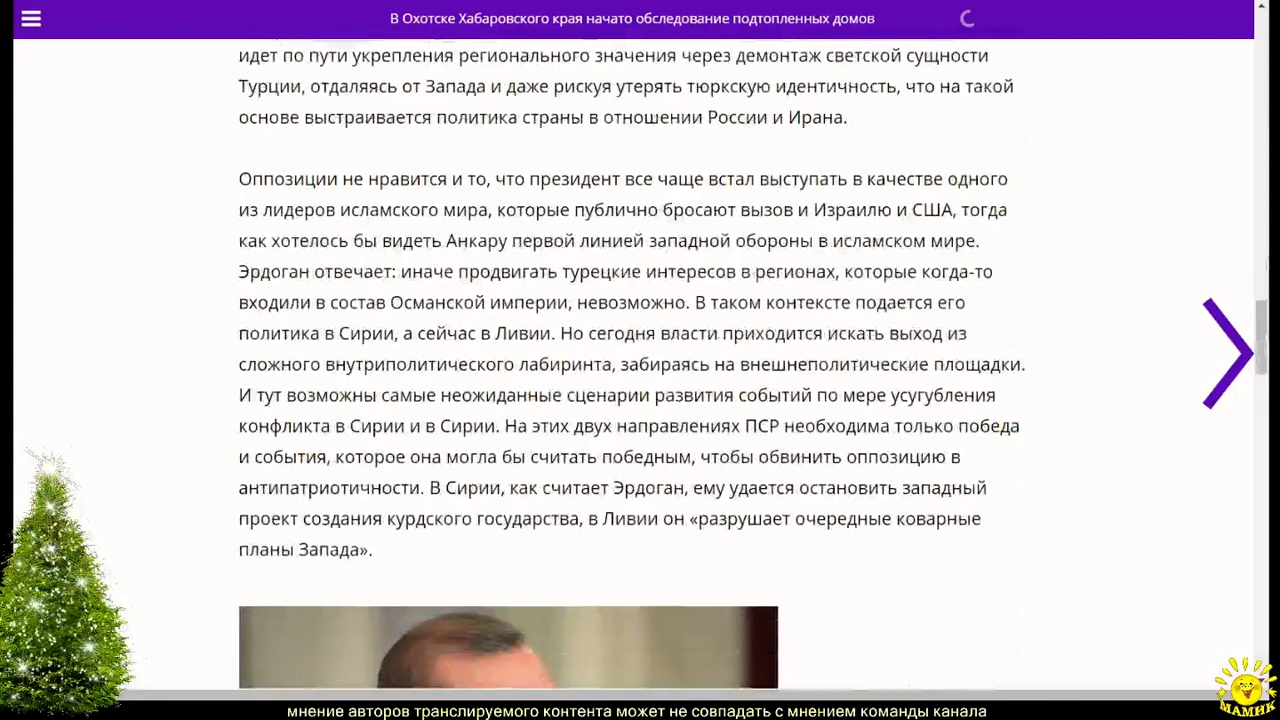 В Охотске Хабаровского края начато обследование подтопленных домов
идет по пути укрепления регионального значения через демонтаж светской сущности
Турции, отдаляясь от Запада и даже рискуя утерять тюркскую идентичность, что на такой
основе выстраивается политика страны в отношении России и Ирана.
Оппозиции не нравится и то, что президент все чаще встал выступать в качестве одного
из лидеров исламского мира, которые публично бросают вызов и Израилю и США, тогда
как хотелось бы видеть Анкару первой линией западной обороны в исламском мире.
Эрдоган отвечает: иначе продвигать турецкие интересов в регионах, которые когда-то
входили в состав Османской империи, невозможно. В таком контексте подается его
политика в Сирии, а сейчас в Ливии. Но сегодня власти приходится искать выход из
сложного внутриполитического лабиринта, забираясь на внешнеполитические площадки.
И тут возможны самые неожиданные сценарии развития событий по мере усугубления
конфликта в Сирии и в Сирии. На этих двух направлениях ПСР необходима только победа
и события, которое она могла бы считать победным, чтобы обвинить оппозицию в
антипатриотичности. В Сирии, как считает Эрдоган, ему удается остановить западный
проект создания курдского государства, в Ливии он «разрушает очередные коварные
планы Запада».
МАМИК
мнение авторов транслируемого контента может не совпадать с мнением команды канала